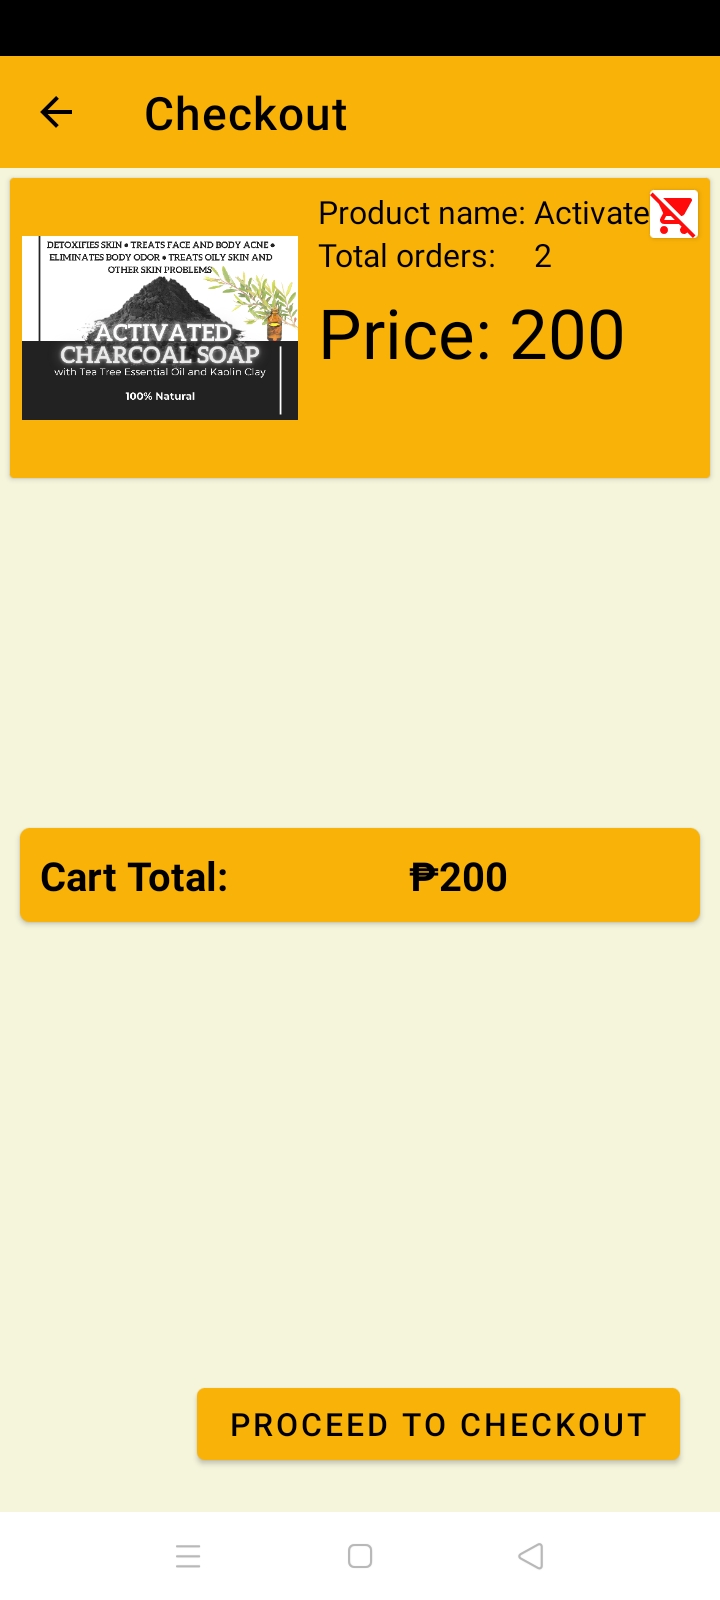 Checkout
Product name: Activate
Total orders: 2
Price: 200
DETOXIFIES SKIN • TREATS FACE AND BODY ACNE •
ELIMINATES BODY ODOR • TREATS OILY SKIN AND
OTHER SKIN PROBLEMS
ACTIVATED
CHARCOAL SOAP
with Tea Tree Essential Oil and Kaolin Clay
100% Natural
Cart Total: ₱200
PROCEED TO CHECKOUT